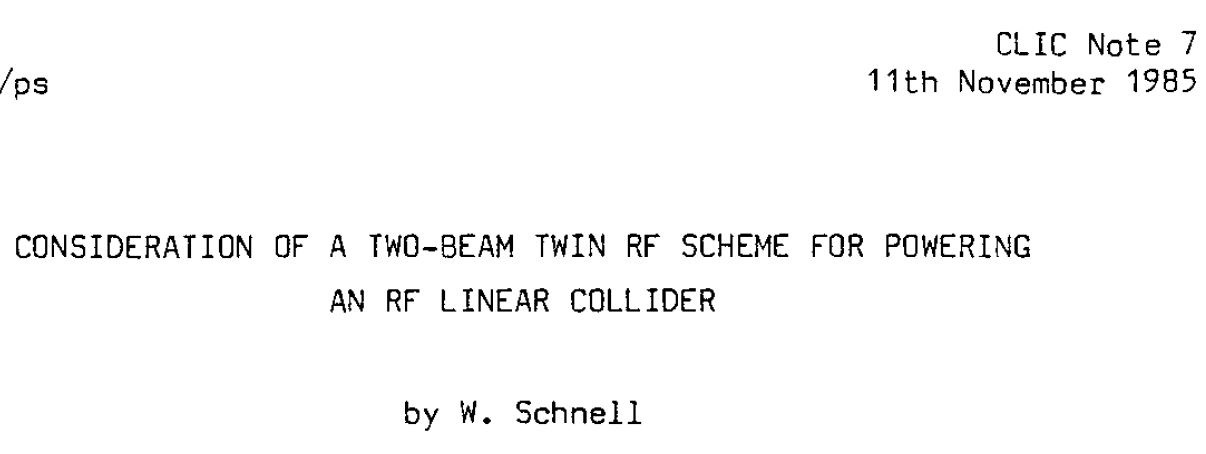 CLIC Note 7
/ps 11th November 1985
CONSIDERATION OF A TWO-BEAM TWIN RF SCHEME FOR POWERING
AN RF LINEAR COLLIDER
by W. Schnell